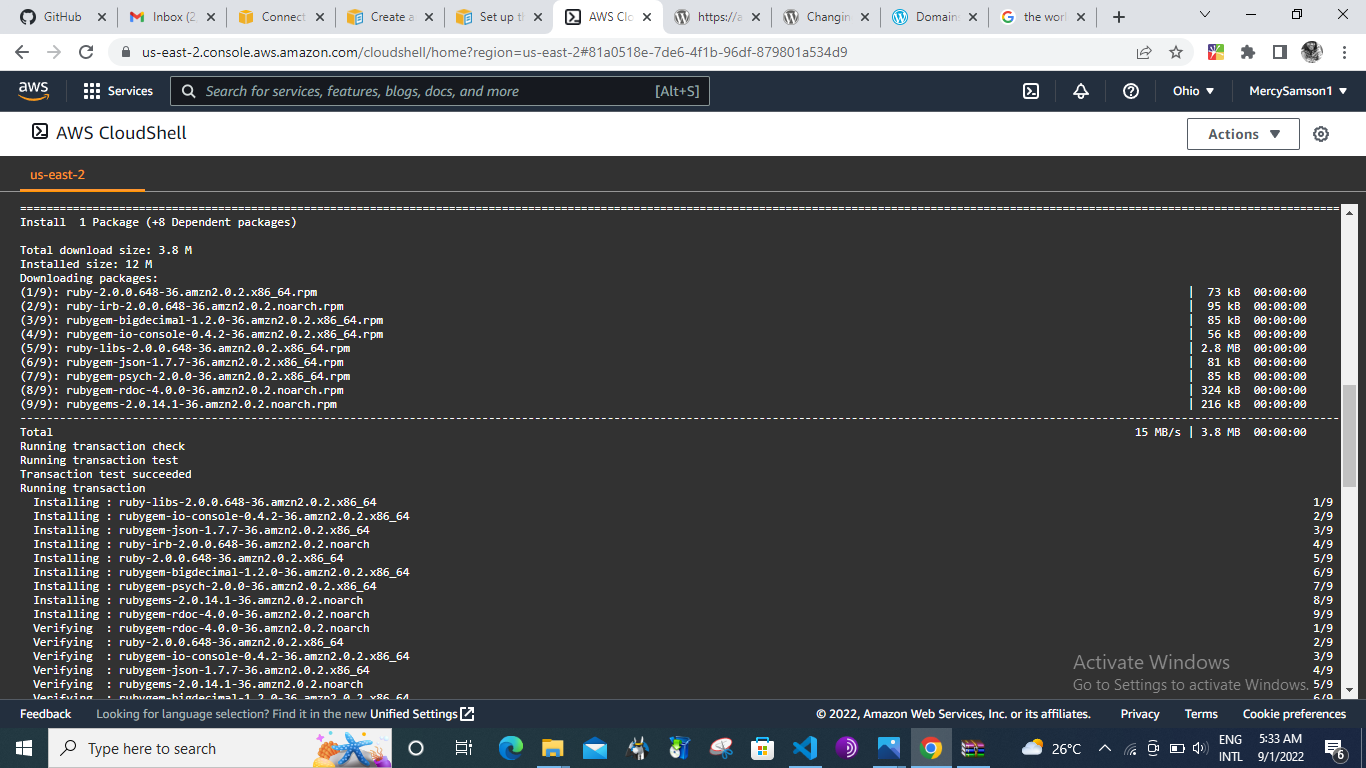 GitHub
Inbox (2
Connect
Create a
Set up th
AWS Clo
https://a
Changin
Domain
the worl
us-east-2.console.aws.amazon.com/cloudshell/home?region=us-east-2#81a0518e-7de6-4f1b-96df-879801a534d9
aws Services Search for services, features, blogs, docs, and more [Alt+S] Ohio MercySamson1
AWS CloudShell Actions
us-east-2
================================================================================
Install 1 Package (+8 Dependent packages)
Total download size: 3.8 M
Installed size: 12 M
Downloading packages:
(1/9): ruby-2.0.0.648-36.amzn2.0.2.x86_64.rpm | 73 kB 00:00:00
(2/9): ruby-irb-2.0.0.648-36.amzn2.0.2.noarch.rpm | 95 kB 00:00:00
(3/9): rubygem-bigdecimal-1.2.0-36.amzn2.0.2.x86_64.rpm | 85 kB 00:00:00
(4/9): rubygem-io-console-0.4.2-36.amzn2.0.2.x86_64.rpm | 56 kB 00:00:00
(5/9): ruby-libs-2.0.0.648-36.amzn2.0.2.x86_64.rpm | 2.8 MB 00:00:00
(6/9): rubygem-json-1.7.7-36.amzn2.0.2.x86_64.rpm | 81 kB 00:00:00
(7/9): rubygem-psych-2.0.0-36.amzn2.0.2.x86_64.rpm | 85 kB 00:00:00
(8/9): rubygem-rdoc-4.0.0-36.amzn2.0.2.noarch.rpm | 324 kB 00:00:00
(9/9): rubygems-2.0.14.1-36.amzn2.0.2.noarch.rpm | 216 kB 00:00:00
--------------------------------------------------------------------------------
Total 15 MB/s | 3.8 MB 00:00:00
Running transaction check
Running transaction test
Transaction test succeeded
Running transaction
Installing : ruby-libs-2.0.0.648-36.amzn2.0.2.x86_64 1/9
Installing : rubygem-io-console-0.4.2-36.amzn2.0.2.x86_64 2/9
Installing : rubygem-json-1.7.7-36.amzn2.0.2.x86_64 3/9
Installing : ruby-irb-2.0.0.648-36.amzn2.0.2.noarch 4/9
Installing : ruby-2.0.0.648-36.amzn2.0.2.x86_64 5/9
Installing : rubygem-bigdecimal-1.2.0-36.amzn2.0.2.x86_64 6/9
Installing : rubygem-psych-2.0.0-36.amzn2.0.2.x86_64 7/9
Installing : rubygems-2.0.14.1-36.amzn2.0.2.noarch 8/9
Installing : rubygem-rdoc-4.0.0-36.amzn2.0.2.noarch 9/9
Verifying : rubygem-rdoc-4.0.0-36.amzn2.0.2.noarch 1/9
Verifying : ruby-2.0.0.648-36.amzn2.0.2.x86_64 2/9
Verifying : rubygem-io-console-0.4.2-36.amzn2.0.2.x86_64 3/9
Verifying : rubygem-json-1.7.7-36.amzn2.0.2.x86_64 4/9
Verifying : rubygems-2.0.14.1-36.amzn2.0.2.noarch 5/9
Verifying : rubygem-bigdecimal-1.2.0-36.amzn2.0.2.x86_64 6/9
Activate Windows
Go to Settings to activate Windows.
Feedback Looking for language selection? Find it in the new Unified Settings © 2022, Amazon Web Services, Inc. or its affiliates. Privacy Terms Cookie preferences
Type here to search 26°C ENG INTL 5:33 AM 9/1/2022 6